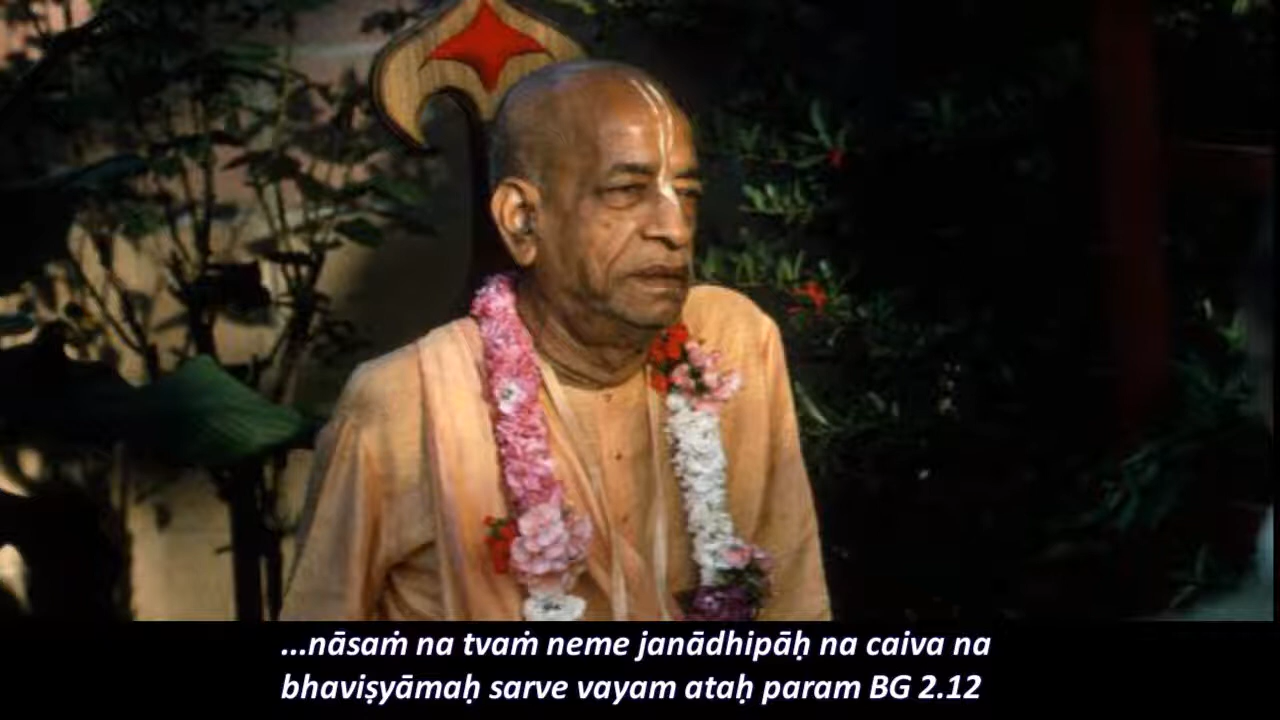 ...nāsaṁ na tvaṁ neme janādhipāḥ na caiva na
bhaviṣyāmaḥ sarve vayam ataḥ param BG 2.12